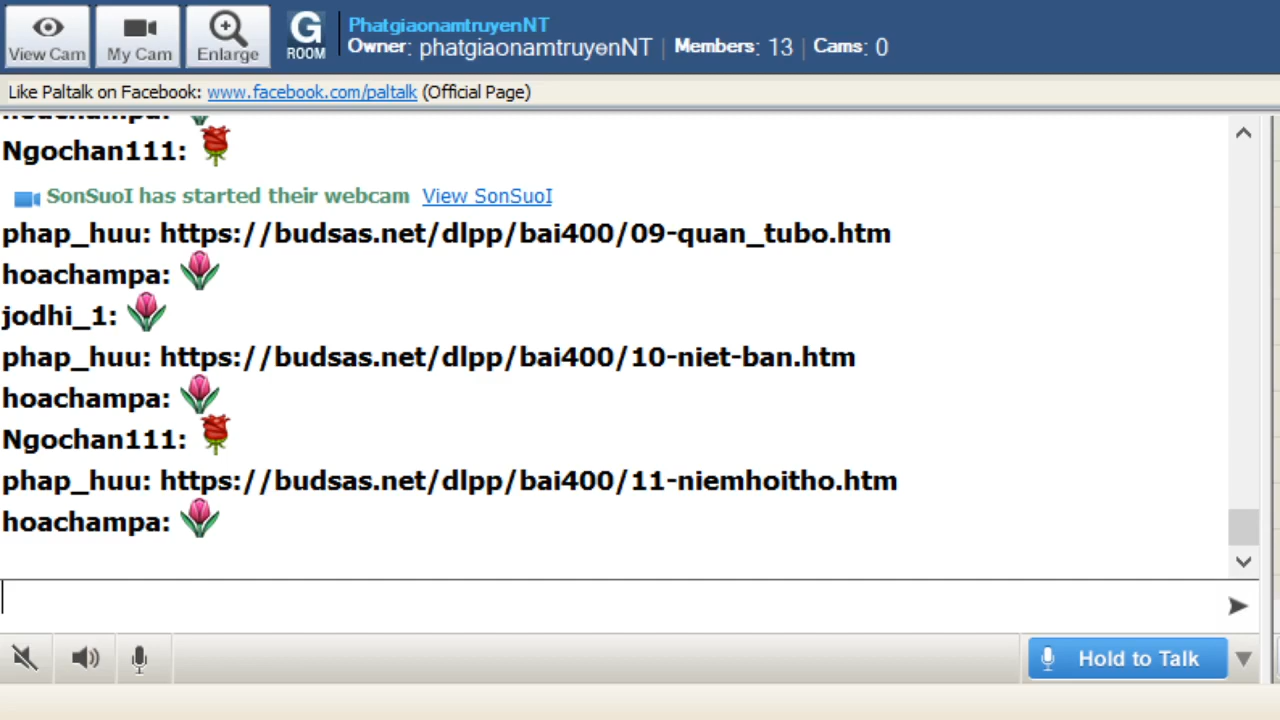 View Cam
My Cam
Enlarge
G
ROOM
PhatgiaonamtruyenNT
Owner: phatgiaonamtruyenNT | Members: 13 | Cams: 0
Like Paltalk on Facebook: www.facebook.com/paltalk (Official Page)
hoachampa:
Ngochan111:
SonSuoI has started their webcam View SonSuoI
phap_huu: https://budsas.net/dlpp/bai400/09-quan_tubo.htm
hoachampa:
jodhi_1:
phap_huu: https://budsas.net/dlpp/bai400/10-niet-ban.htm
hoachampa:
Ngochan111:
phap_huu: https://budsas.net/dlpp/bai400/11-niemhoitho.htm
hoachampa:
Hold to Talk